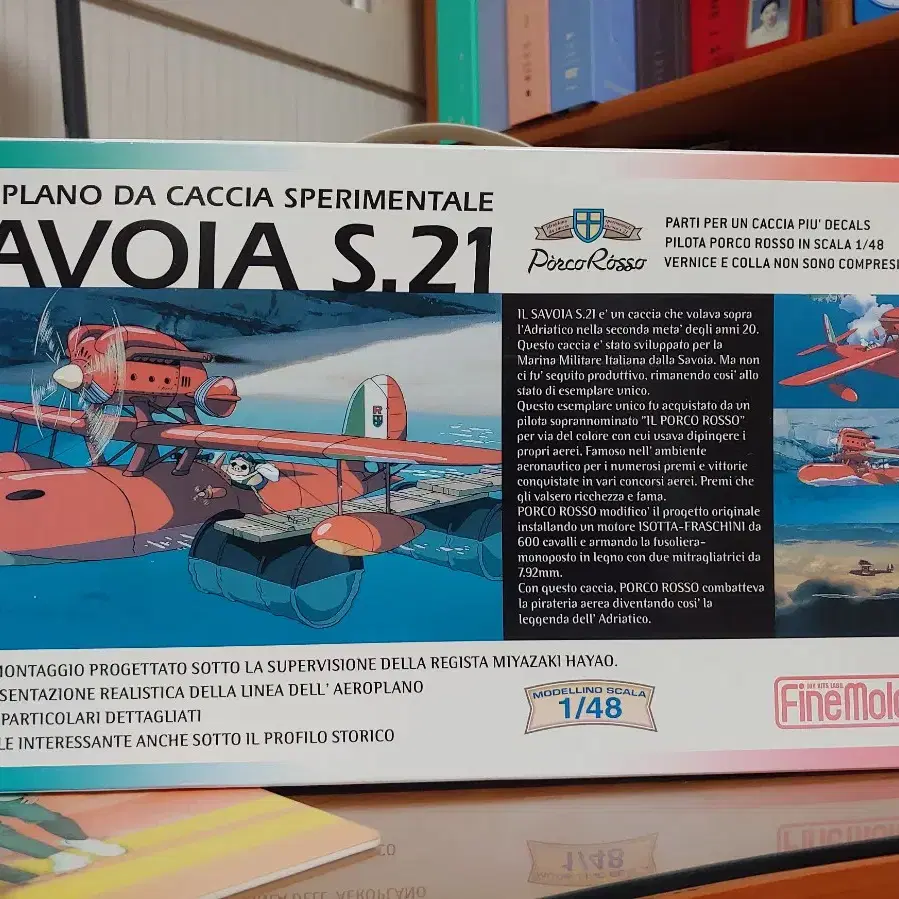 PLANO DA CACCIA SPERIMENTALE
AVOIA S.21
Porco Rosso
PARTI PER UN CACCIA PIU' DECALS
PILOTA PORCO ROSSO IN SCALA 1/48
VERNICE E COLLA NON SONO COMPRESI
IL SAVOIA S.21 e' un caccia che volava sopra
l'Adriatico nella seconda meta' degli anni 20.
Questo caccia e' stato sviluppato per la
Marina Militare Italiana dalla Savoia. Ma non
ci fu' seguito produttivo, rimanendo cosi' allo
stato di esemplare unico.
Questo esemplare unico fu acquistato da un
pilota soprannominato "IL PORCO ROSSO"
per via del colore con cui usava dipingere i
propri aerei. Famoso nell' ambiente
aeronautico per i numerosi premi e vittorie
conquistate in vari concorsi aerei. Premi che
gli valsero ricchezza e fama.
PORCO ROSSO modifico' il progetto originale
installando un motore ISOTTA-FRASCHINI da
600 cavalli e armando la fusoliera-
monoposto in legno con due mitragliatrici da
7.92mm.
Con questo caccia, PORCO ROSSO combatteva
la pirateria aerea diventando cosi' la
leggenda dell' Adriatico.
R
MONTAGGIO PROGETTATO SOTTO LA SUPERVISIONE DELLA REGISTA MIYAZAKI HAYAO.
SENTAZIONE REALISTICA DELLA LINEA DELL' AEROPLANO
PARTICOLARI DETTAGLIATI
LE INTERESSANTE ANCHE SOTTO IL PROFILO STORICO
MODELLINO SCALA
1/48
FineMol